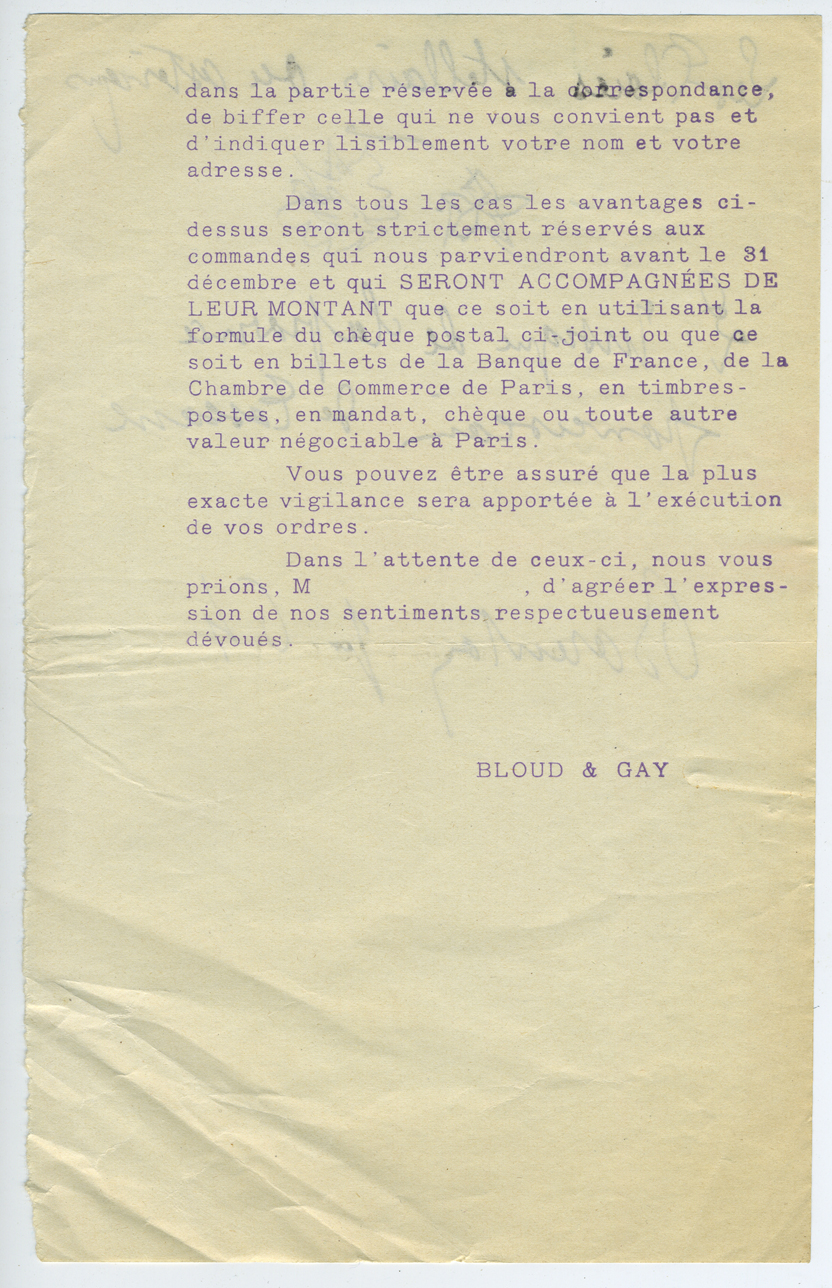 dans la partie réservée à la correspondance,
de biffer celle qui ne vous convient pas et
d'indiquer lisiblement votre nom et votre
adresse.
Dans tous les cas les avantages ci-
dessus seront strictement réservés aux
commandes qui nous parviendront avant le 31
décembre et qui SERONT ACCOMPAGNÉES DE
LEUR MONTANT que ce soit en utilisant la
formule du chèque postal ci-joint ou que ce
soit en billets de la Banque de France, de la
Chambre de Commerce de Paris, en timbres-
postes, en mandat, chèque ou toute autre
valeur négociable à Paris.
Vous pouvez être assuré que la plus
exacte vigilance sera apportée à l'exécution
de vos ordres.
Dans l'attente de ceux-ci, nous vous
prions, M , d'agréer l'expres-
sion de nos sentiments respectueusement
dévoués.
BLOUD & GAY